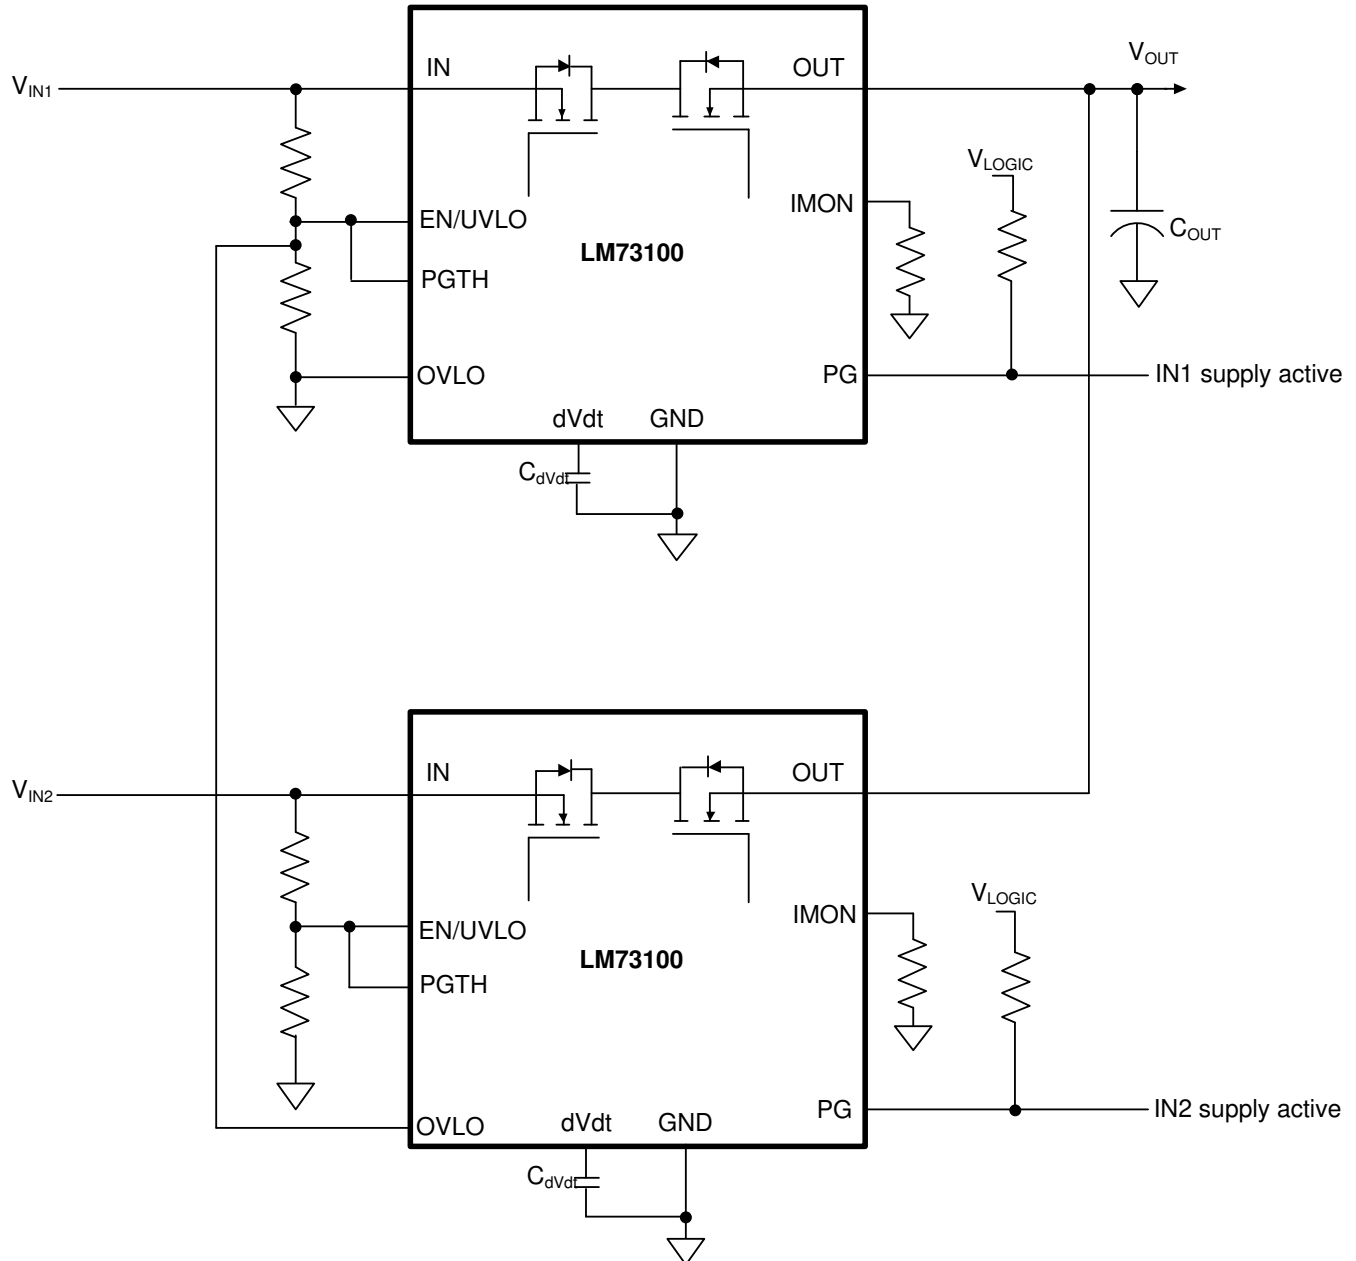 V_OUT
IN
OUT
V_IN1
V_LOGIC
IMON
EN/UVLO
C_OUT
LM73100
PGTH
OVLO
PG
IN1 supply active
dVdt
GND
C_dVdt
IN
OUT
V_IN2
V_LOGIC
IMON
EN/UVLO
LM73100
PGTH
PG
IN2 supply active
OVLO
dVdt
GND
C_dVdt